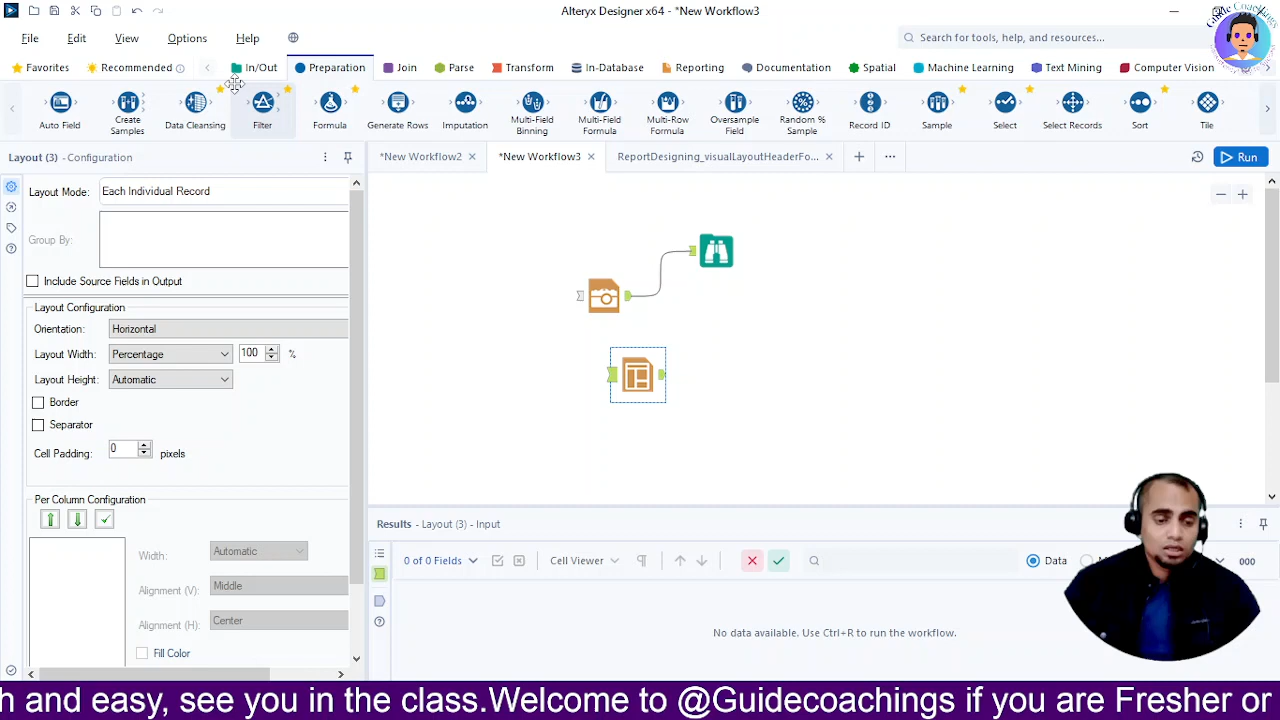 Alteryx Designer x64 - *New Workflow3
File Edit View Options Help
Search for tools, help, and resources...
Guide Coachings
Favorites Recommended In/Out Preparation Join Parse Transform In-Database Reporting Documentation Spatial Machine Learning Text Mining Computer Vision
Auto Field Create Samples Data Cleansing Filter Formula Generate Rows Imputation Multi-Field Binning Multi-Field Formula Multi-Row Formula Oversample Field Random % Sample Record ID Sample Select Select Records Sort Tile
Layout (3) - Configuration
*New Workflow2 *New Workflow3 ReportDesigning_visualLayoutHeaderFo...
Run
Layout Mode: Each Individual Record
Group By:
Include Source Fields in Output
Layout Configuration
Orientation: Horizontal
Layout Width: Percentage 100 %
Layout Height: Automatic
Border
Separator
Cell Padding: 0 pixels
Per Column Configuration
Width: Automatic
Alignment (V): Middle
Alignment (H): Center
Fill Color
Results - Layout (3) - Input
0 of 0 Fields Cell Viewer Data 000
No data available. Use Ctrl+R to run the workflow.
h and easy, see you in the class.Welcome to @Guidecoachings if you are Fresher or